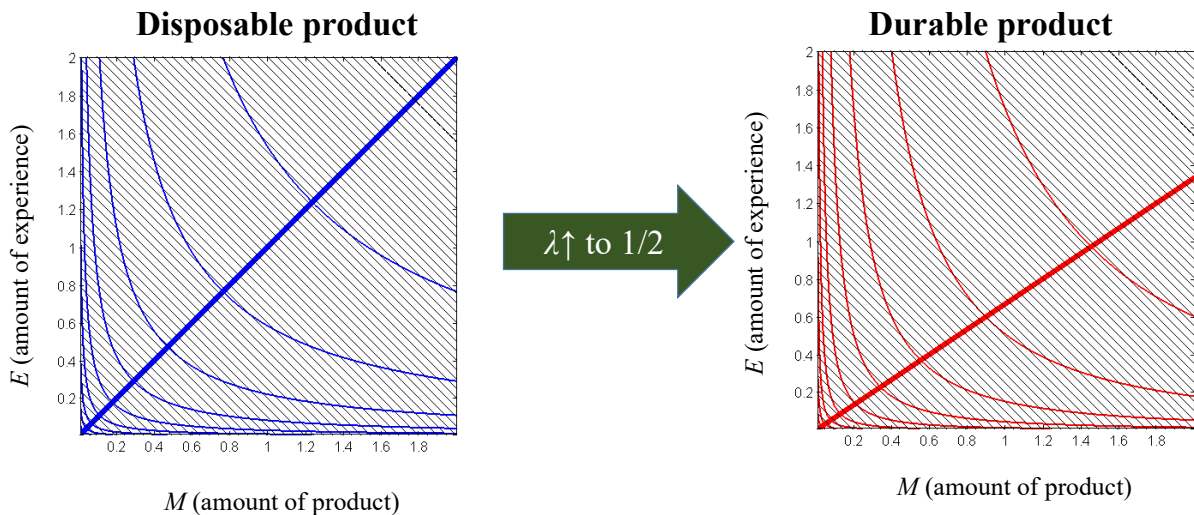 Disposable product
2
1.8
1.6
1.4
1.2
1
0.8
0.6
0.4
0.2
0.2 0.4 0.6 0.8 1 1.2 1.4 1.6 1.8
E (amount of experience)
M (amount of product)
λ↑ to 1/2
Durable product
2
1.8
1.6
1.4
1.2
1
0.8
0.6
0.4
0.2
0.2 0.4 0.6 0.8 1 1.2 1.4 1.6 1.8
E (amount of experience)
M (amount of product)